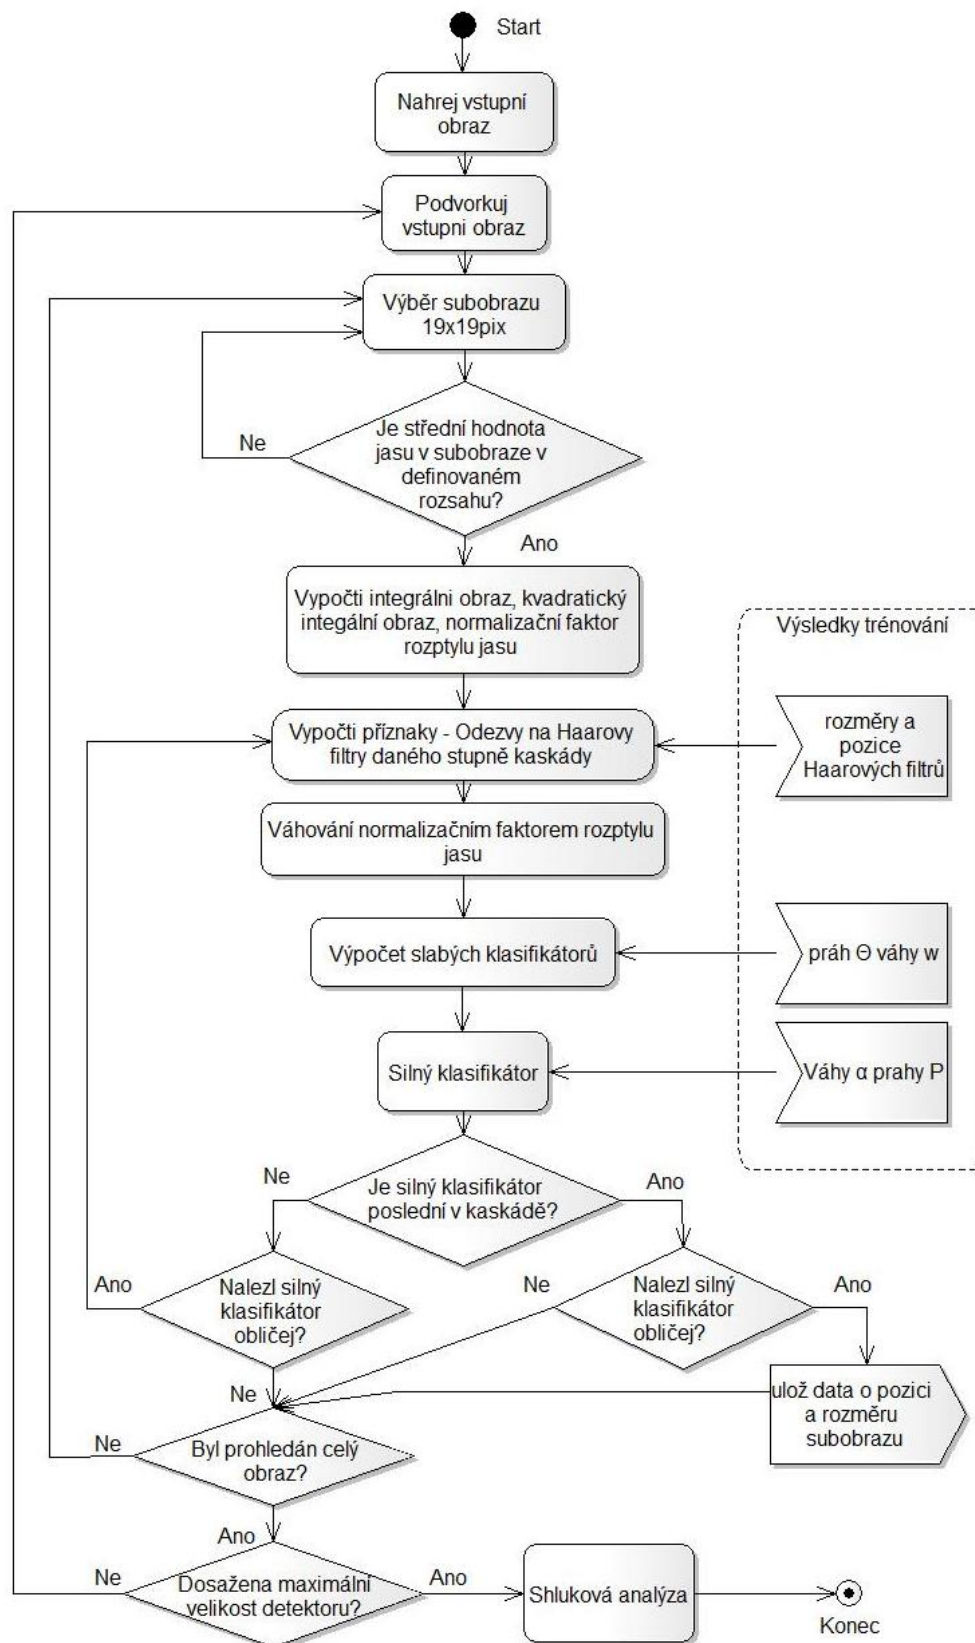 Start
Nahrej vstupní
obraz
Podvorkuj
vstupni obraz
Výběr subobrazu
19x19pix
Je střední hodnota
jasu v subobraze v
definovaném
rozsahu?
Ne
Ano
Vypočti integrálni obraz, kvadratický
integální obraz, normalizační faktor
rozptylu jasu
Výsledky trénování
Vypočti příznaky - Odezvy na Haarovy
filtry daného stupně kaskády
rozměry a
pozice
Haarových filtrů
Váhování normalizačním faktorem rozptylu
jasu
Výpočet slabých klasifikátorů
práh Θ váhy w
Silný klasifikátor
Váhy α prahy P
Je silný klasifikátor
poslední v kaskádě?
Ne
Ano
Nalezl silný
klasifikátor
obličej?
Ano
Ne
Nalezl silný
klasifikátor
obličej?
Ne
Ano
ulož data o pozici
a rozměru
subobrazu
Byl prohledán celý
obraz?
Ne
Ano
Dosažena maximální
velikost detektoru?
Ne
Ano
Shluková analýza
Konec